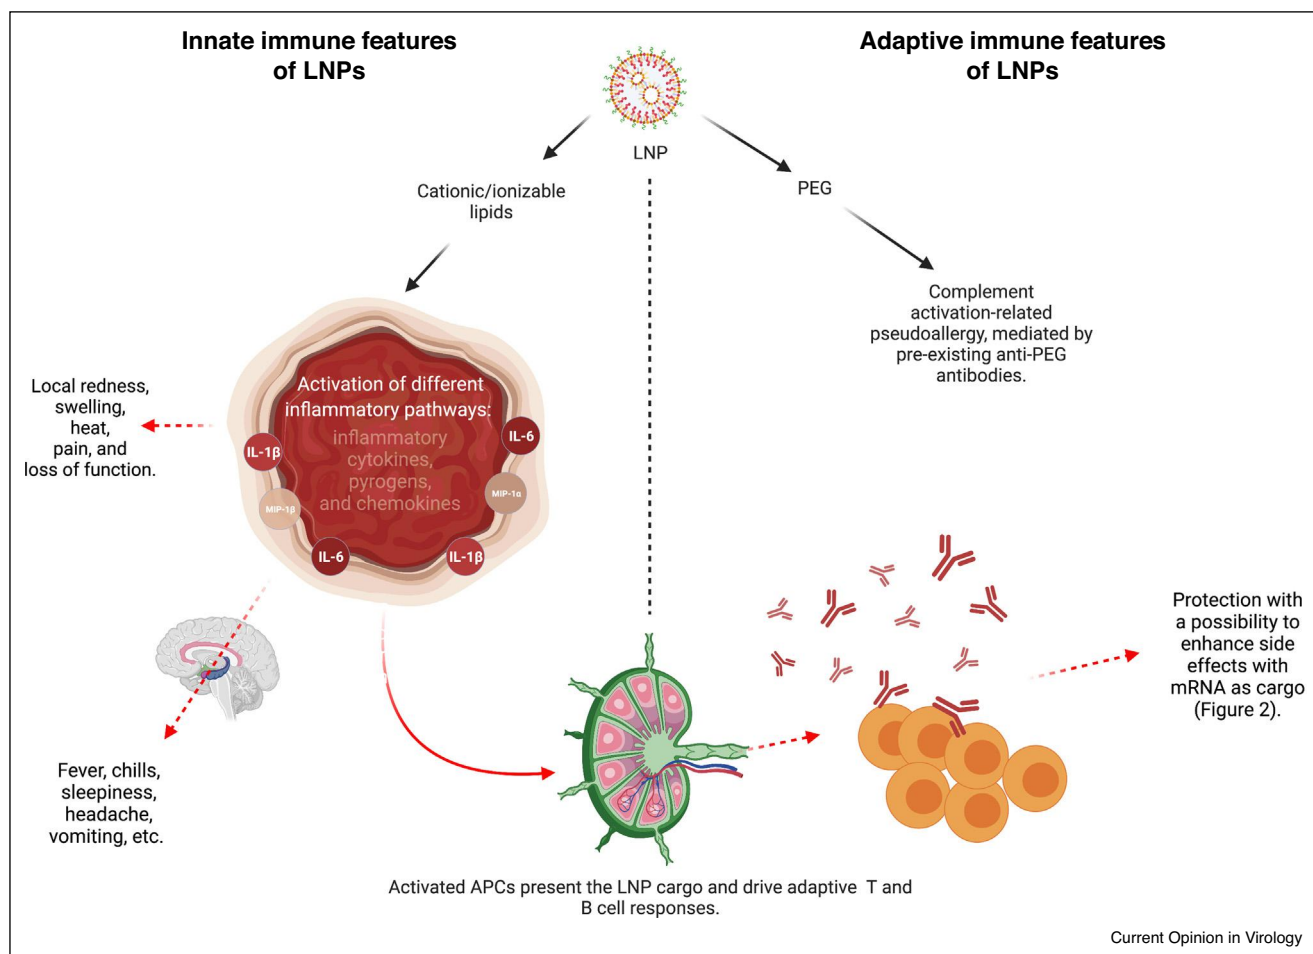 Innate immune features
of LNPs
Adaptive immune features
of LNPs
LNP
Cationic/ionizable
lipids
PEG
Complement
activation-related
pseudoallergy, mediated by
pre-existing anti-PEG
antibodies.
Activation of different
inflammatory pathways:
inflammatory
cytokines,
pyrogens,
and chemokines
IL-1β
MIP-1β
IL-6
IL-1β
MIP-1α
IL-6
Local redness,
swelling,
heat,
pain, and
loss of function.
Fever, chills,
sleepiness,
headache,
vomiting, etc.
Protection with
a possibility to
enhance side
effects with
mRNA as cargo
(Figure 2).
Activated APCs present the LNP cargo and drive adaptive T and
B cell responses.
Current Opinion in Virology